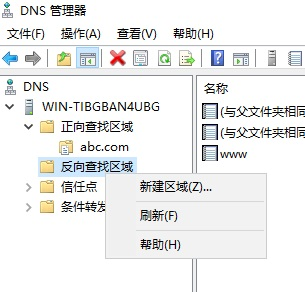 DNS 管理器
文件(F) 操作(A) 查看(V) 帮助(H)
DNS
WIN-TIBGBAN4UBG
正向查找区域
abc.com
反向查找区域
信任点
条件转发
名称
(与父文件夹相同
(与父文件夹相同
www
新建区域(Z)...
刷新(F)
帮助(H)